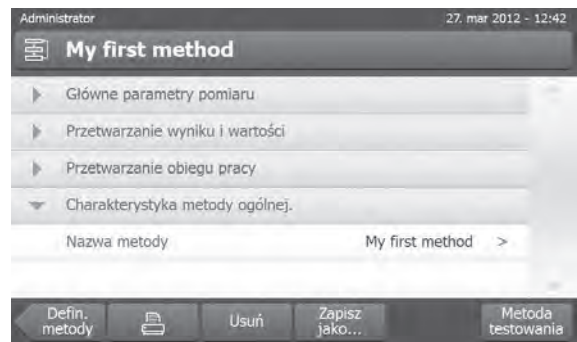 Administrator 27. mar 2012 - 12:42
My first method
Główne parametry pomiaru
Przetwarzanie wyniku i wartości
Przetwarzanie obiegu pracy
Charakterystyka metody ogólnej.
Nazwa metody My first method >
Defin.
metody
Usuń
Zapisz
jako...
Metoda
testowania